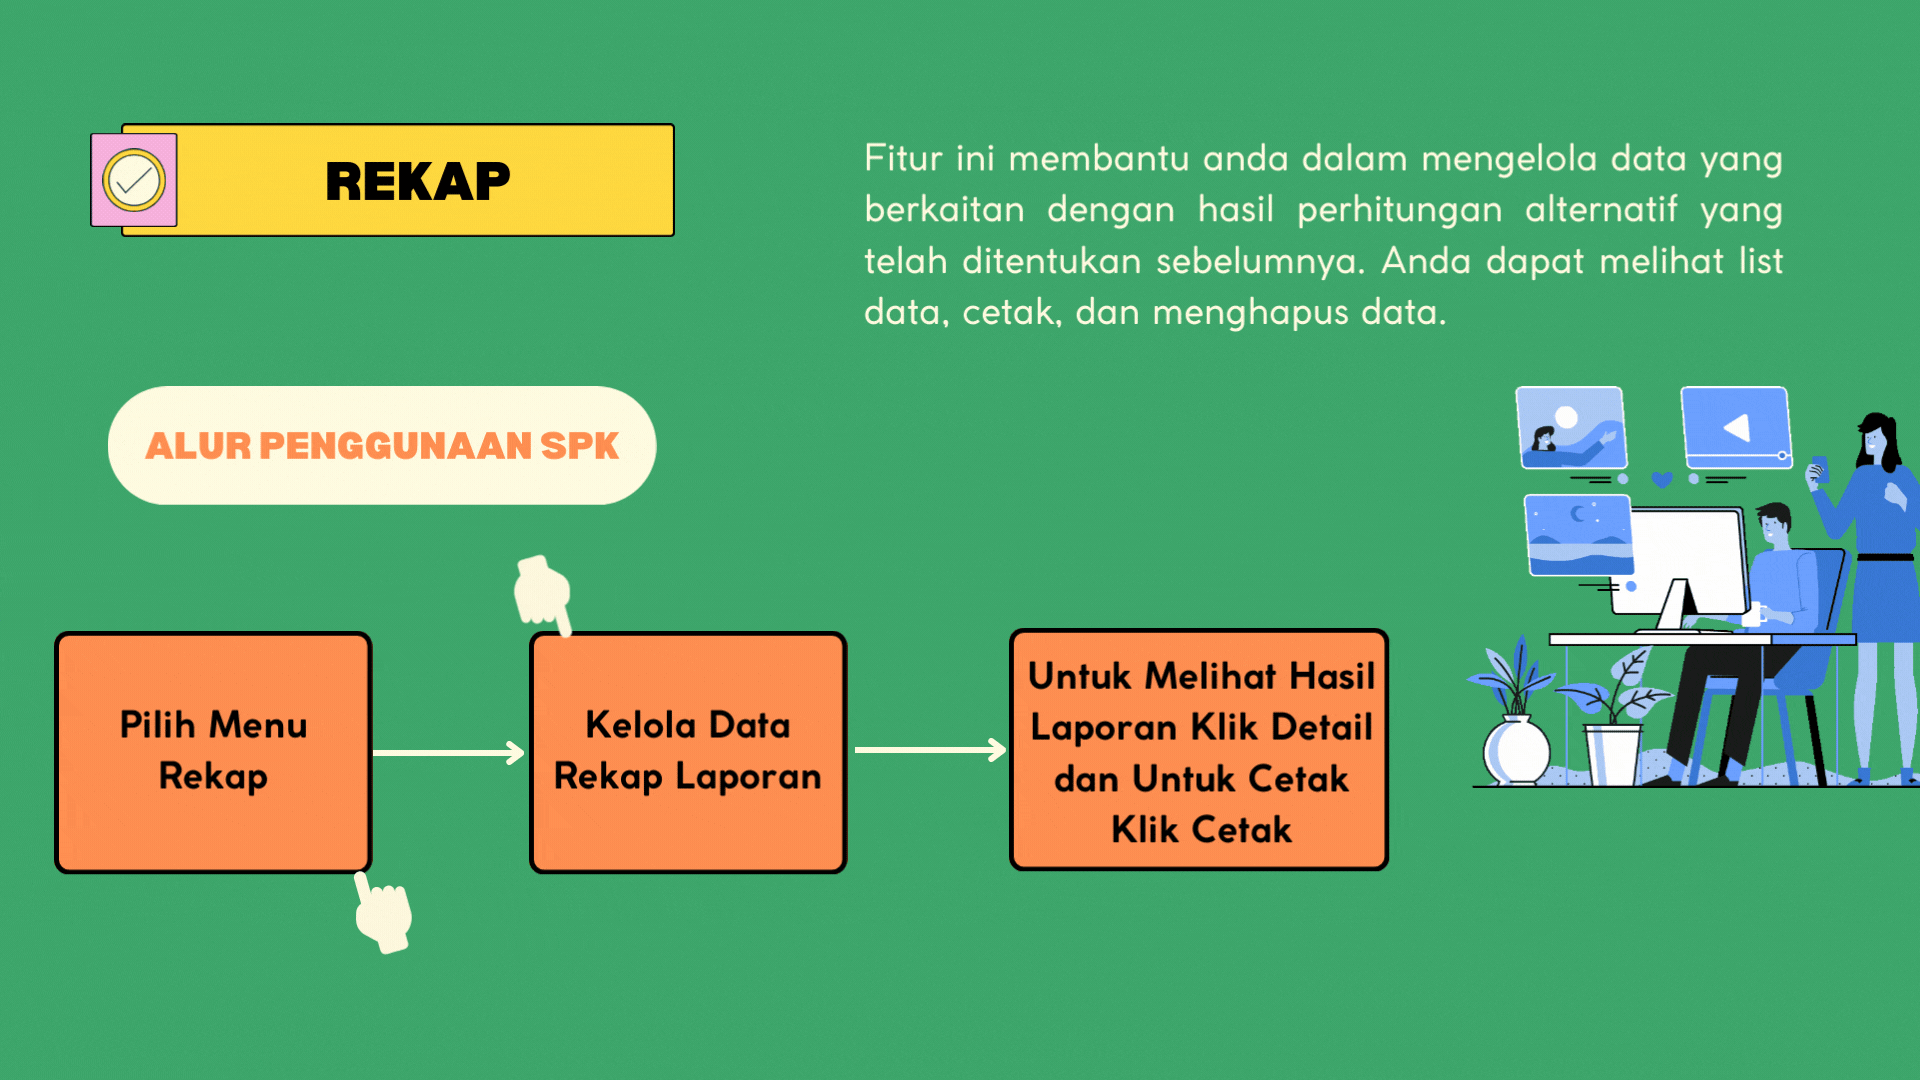 REKAP
Fitur ini membantu anda dalam mengelola data yang
berkaitan dengan hasil perhitungan alternatif yang
telah ditentukan sebelumnya. Anda dapat melihat list
data, cetak, dan menghapus data.
ALUR PENGGUNAAN SPK
Pilih Menu
Rekap
Kelola Data
Rekap Laporan
Untuk Melihat Hasil
Laporan Klik Detail
dan Untuk Cetak
Klik Cetak